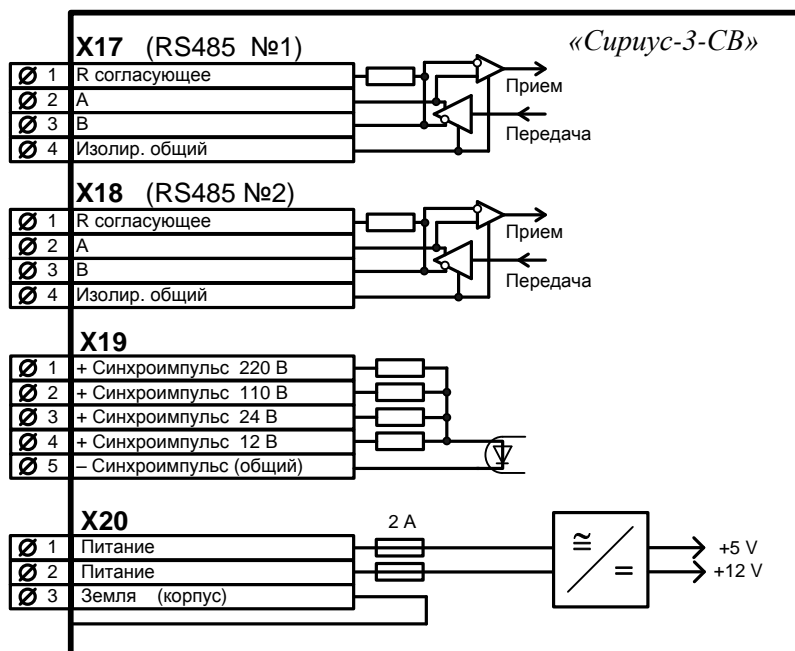 «Сириус-3-СВ»
X17 (RS485 №1)
1 R согласующее
2 A
3 B
4 Изолир. общий
Прием
Передача
X18 (RS485 №2)
1 R согласующее
2 A
3 B
4 Изолир. общий
Прием
Передача
X19
1 + Синхроимпульс 220 В
2 + Синхроимпульс 110 В
3 + Синхроимпульс 24 В
4 + Синхроимпульс 12 В
5 – Синхроимпульс (общий)
X20
2 А
1 Питание
2 Питание
3 Земля (корпус)
≅
=
+5 V
+12 V